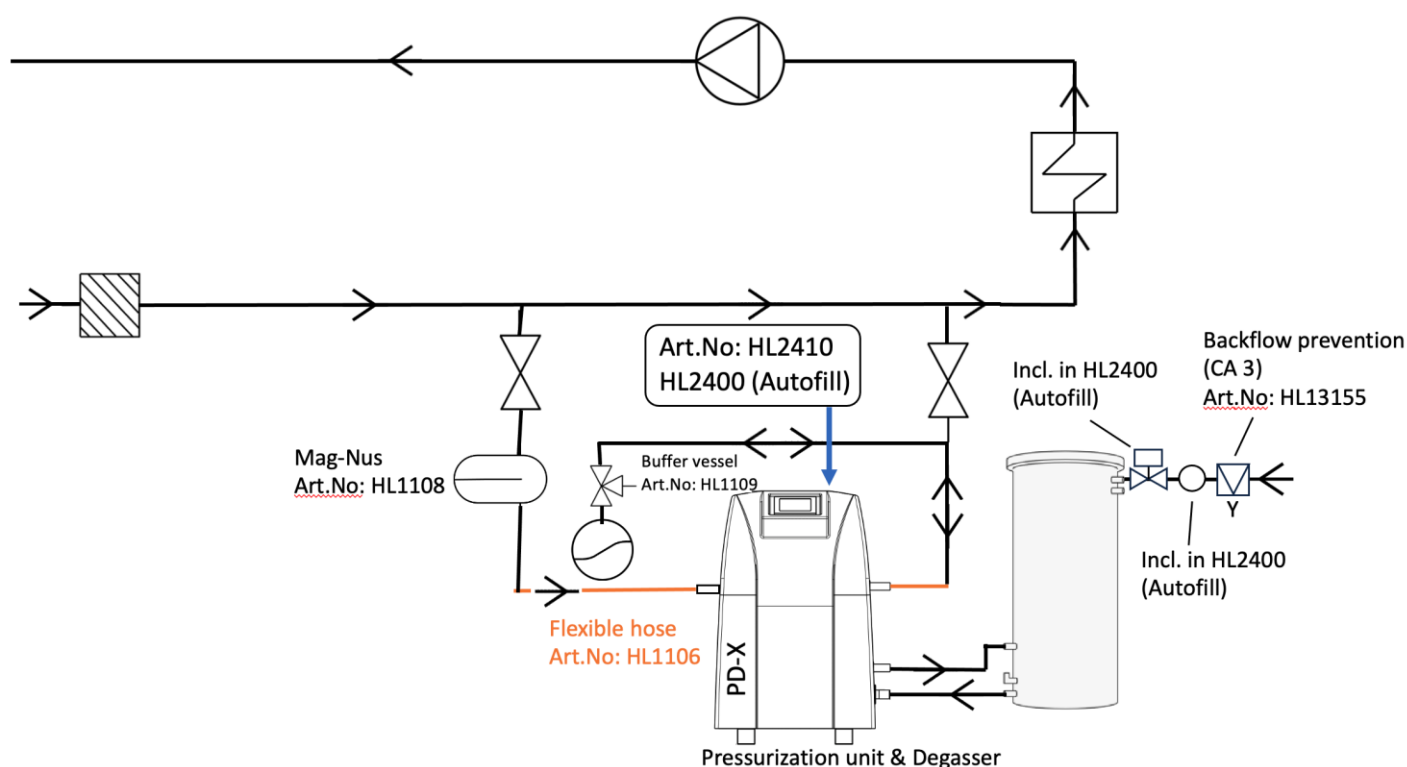 Art.No: HL2410
HL2400 (Autofill)
Backflow prevention
(CA 3)
Art.No: HL13155
Incl. in HL2400
(Autofill)
Mag-Nus
Art.No: HL1108
Buffer vessel
Art.No: HL1109
Incl. in HL2400
(Autofill)
Y
Flexible hose
Art.No: HL1106
PD-X
Pressurization unit & Degasser